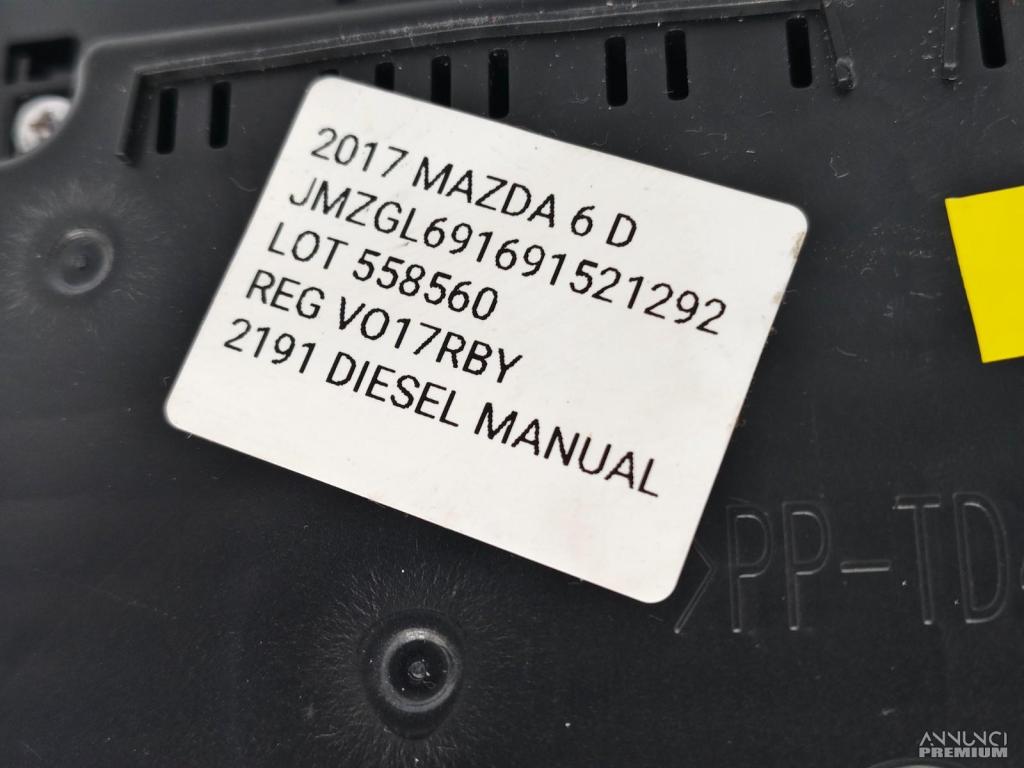 2017 MAZDA 6 D
JMZGL691691521292
LOT 558560
REG VO17RBY
2191 DIESEL MANUAL
>PP-TD
ANNUNCI
PREMIUM